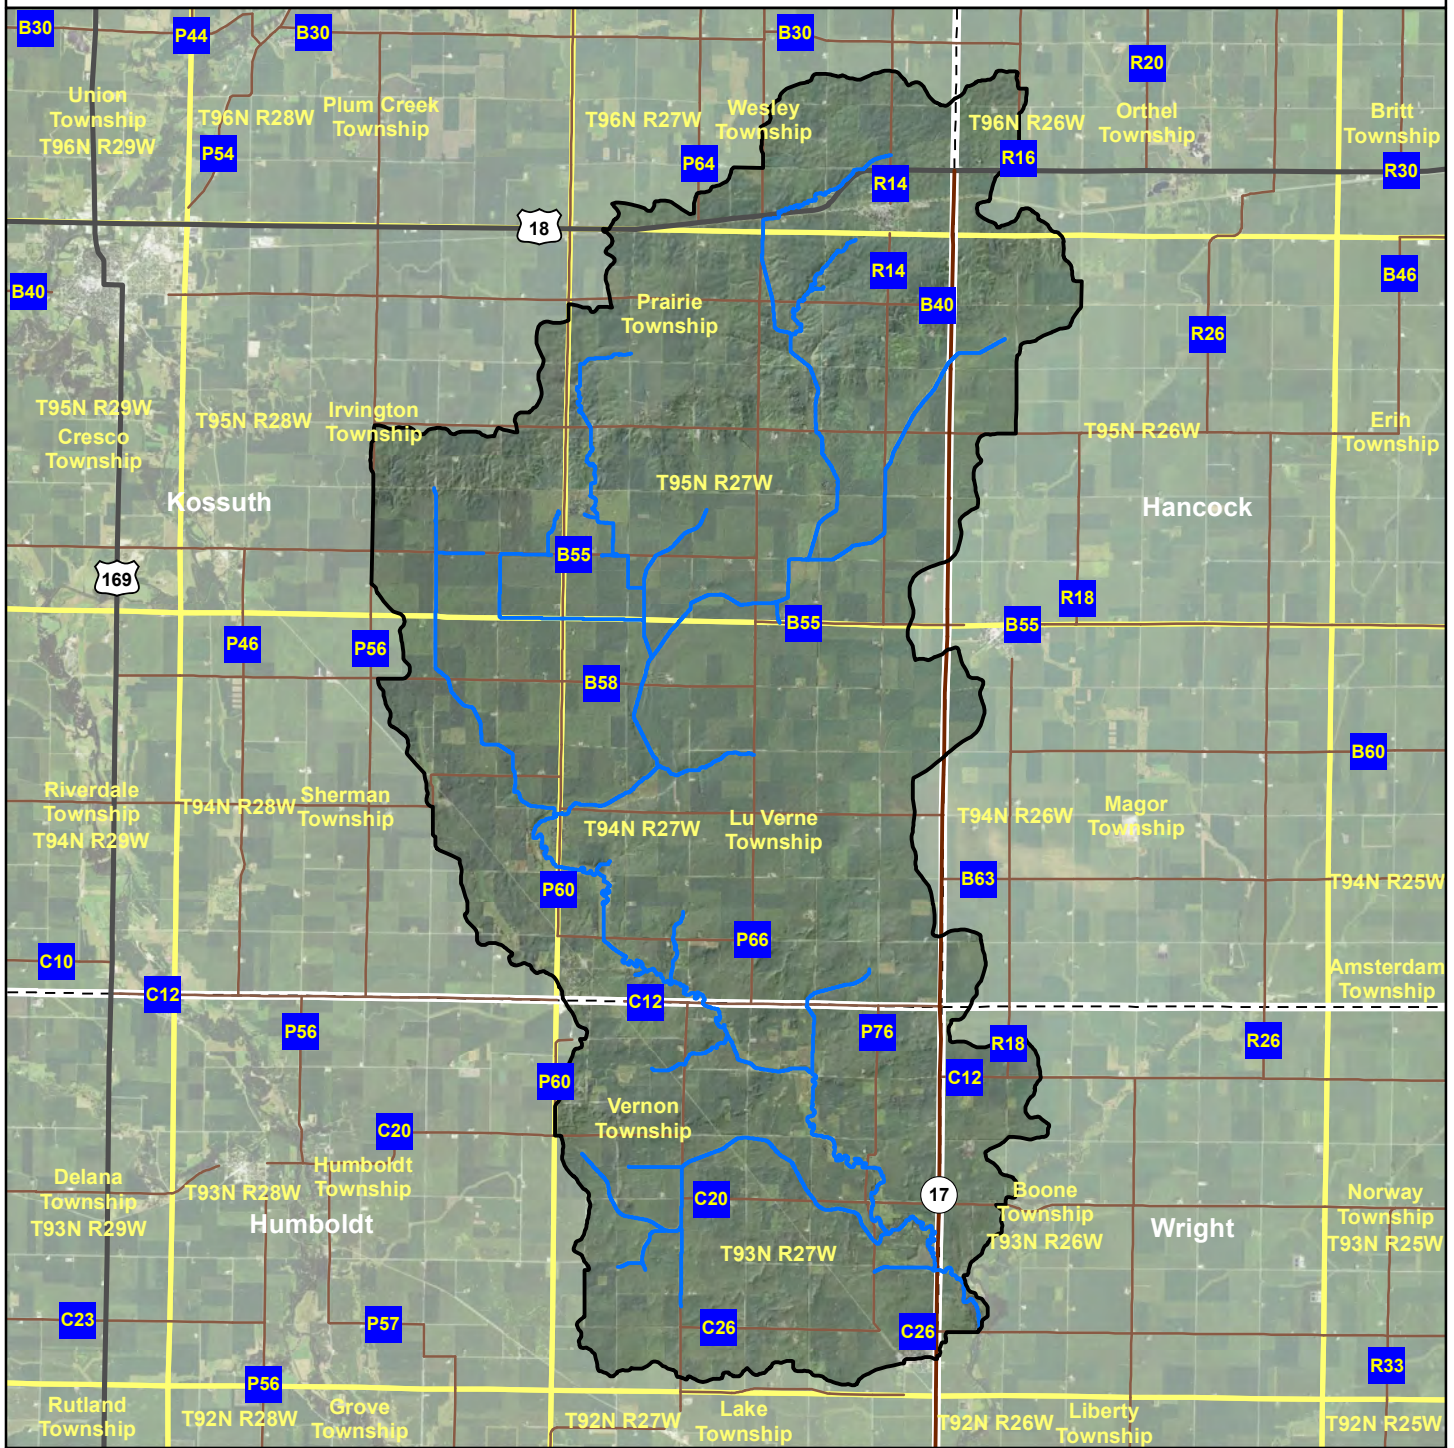 B30
P44
B30
B30
R20
Union
Township
T96N R29W
T96N R28W
Plum Creek
Township
T96N R27W
Wesley
Township
T96N R26W
Orthel
Township
Britt
Township
P54
P64
R14
R16
R30
18
B40
R14
B40
B46
Prairie
Township
R26
T95N R29W
Cresco
Township
T95N R28W
Irvington
Township
T95N R26W
Erin
Township
Kossuth
T95N R27W
Hancock
169
B55
R18
B55
B55
P46
P56
B58
B60
Riverdale
Township
T94N R29W
T94N R28W
Sherman
Township
T94N R27W
Lu Verne
Township
T94N R26W
Magor
Township
P60
B63
T94N R25W
P66
C10
Amsterdam
Township
C12
C12
P56
P76
R18
R26
P60
C12
Vernon
Township
C20
Delana
Township
T93N R29W
T93N R28W
Humboldt
Township
Humboldt
C20
17
Boone
Township
T93N R26W
Wright
Norway
Township
T93N R25W
T93N R27W
C23
P57
C26
C26
R33
P56
Rutland
Township
T92N R28W
Grove
Township
T92N R27W
Lake
Township
T92N R26W
Liberty
Township
T92N R25W